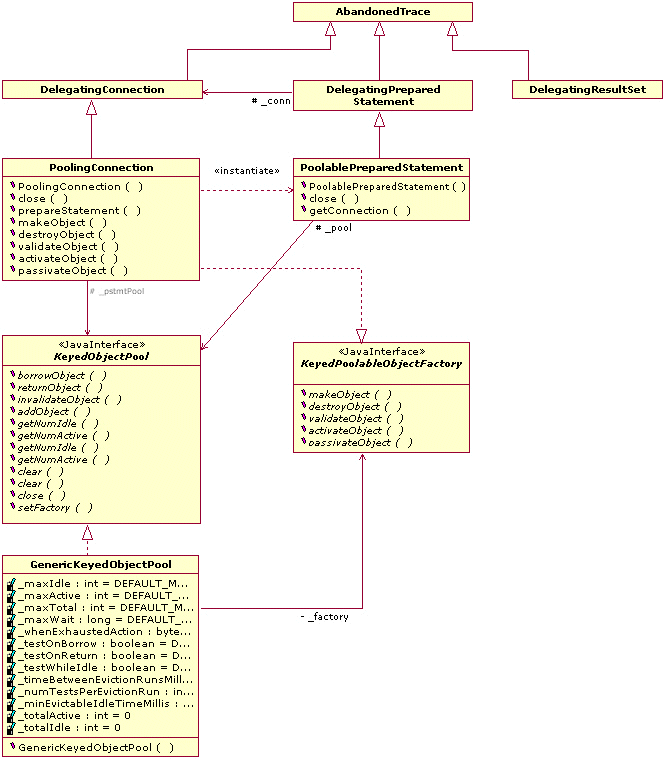 AbandonedTrace
DelegatingConnection
DelegatingPrepared
Statement
DelegatingResultSet
# _conn
PoolingConnection
PoolingConnection ( )
close ( )
prepareStatement ( )
makeObject ( )
destroyObject ( )
validateObject ( )
activateObject ( )
passivateObject ( )
«instantiate»
PoolablePreparedStatement
PoolablePreparedStatement ( )
close ( )
getConnection ( )
# _pool
# _pstmtPool
«JavaInterface»
KeyedObjectPool
borrowObject ( )
returnObject ( )
invalidateObject ( )
addObject ( )
getNumIdle ( )
getNumActive ( )
getNumIdle ( )
getNumActive ( )
clear ( )
clear ( )
close ( )
setFactory ( )
«JavaInterface»
KeyedPoolableObjectFactory
makeObject ( )
destroyObject ( )
validateObject ( )
activateObject ( )
passivateObject ( )
GenericKeyedObjectPool
_maxIdle : int = DEFAULT_M...
_maxActive : int = DEFAULT_...
_maxTotal : int = DEFAULT_M...
_maxWait : long = DEFAULT_...
_whenExhaustedAction : byte...
_testOnBorrow : boolean = D...
_testOnReturn : boolean = D...
_testWhileIdle : boolean = D...
_timeBetweenEvictionRunsMill...
_numTestsPerEvictionRun : in...
_minEvictableIdleTimeMillis : ...
_totalActive : int = 0
_totalIdle : int = 0
GenericKeyedObjectPool ( )
- _factory